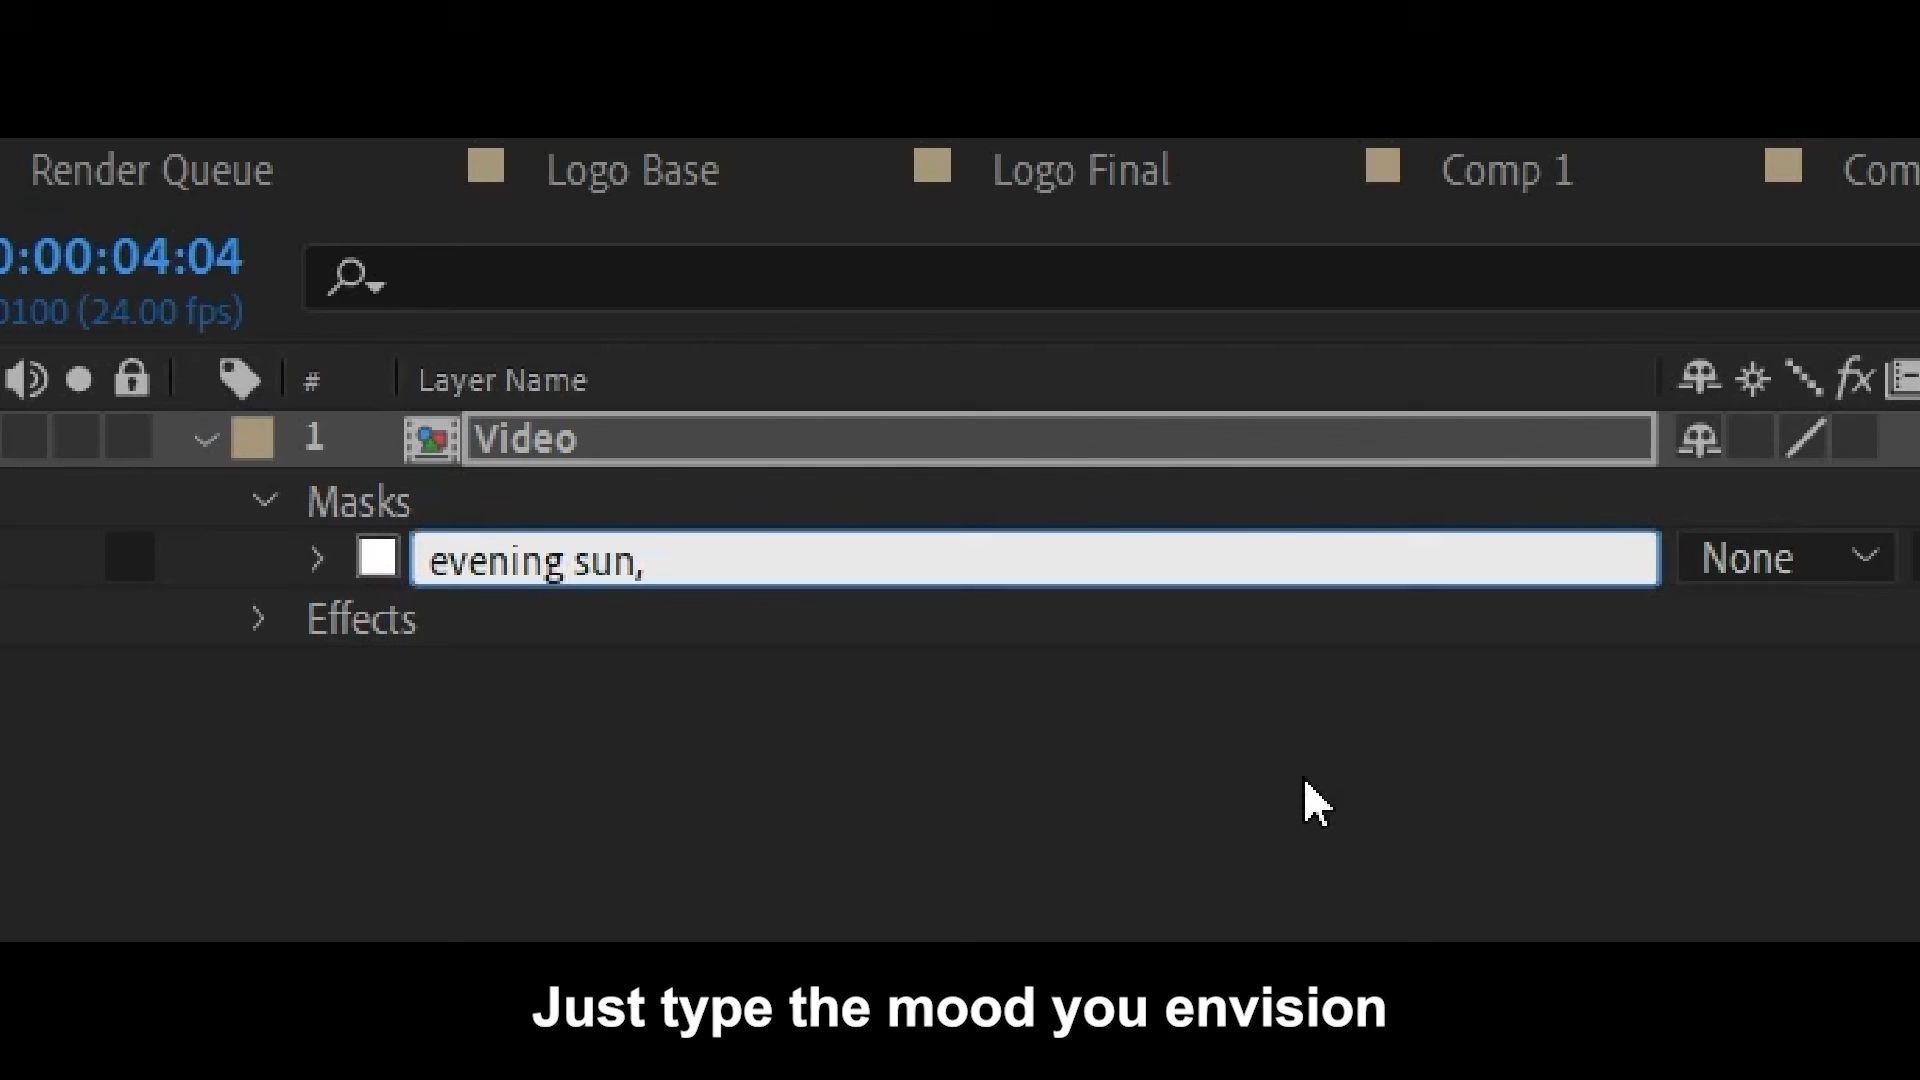 Render Queue Logo Base Logo Final Comp 1 Com
0:00:04:04
0100 (24.00 fps)
# Layer Name fx
1 Video
Masks
evening sun, None
Effects
Just type the mood you envision